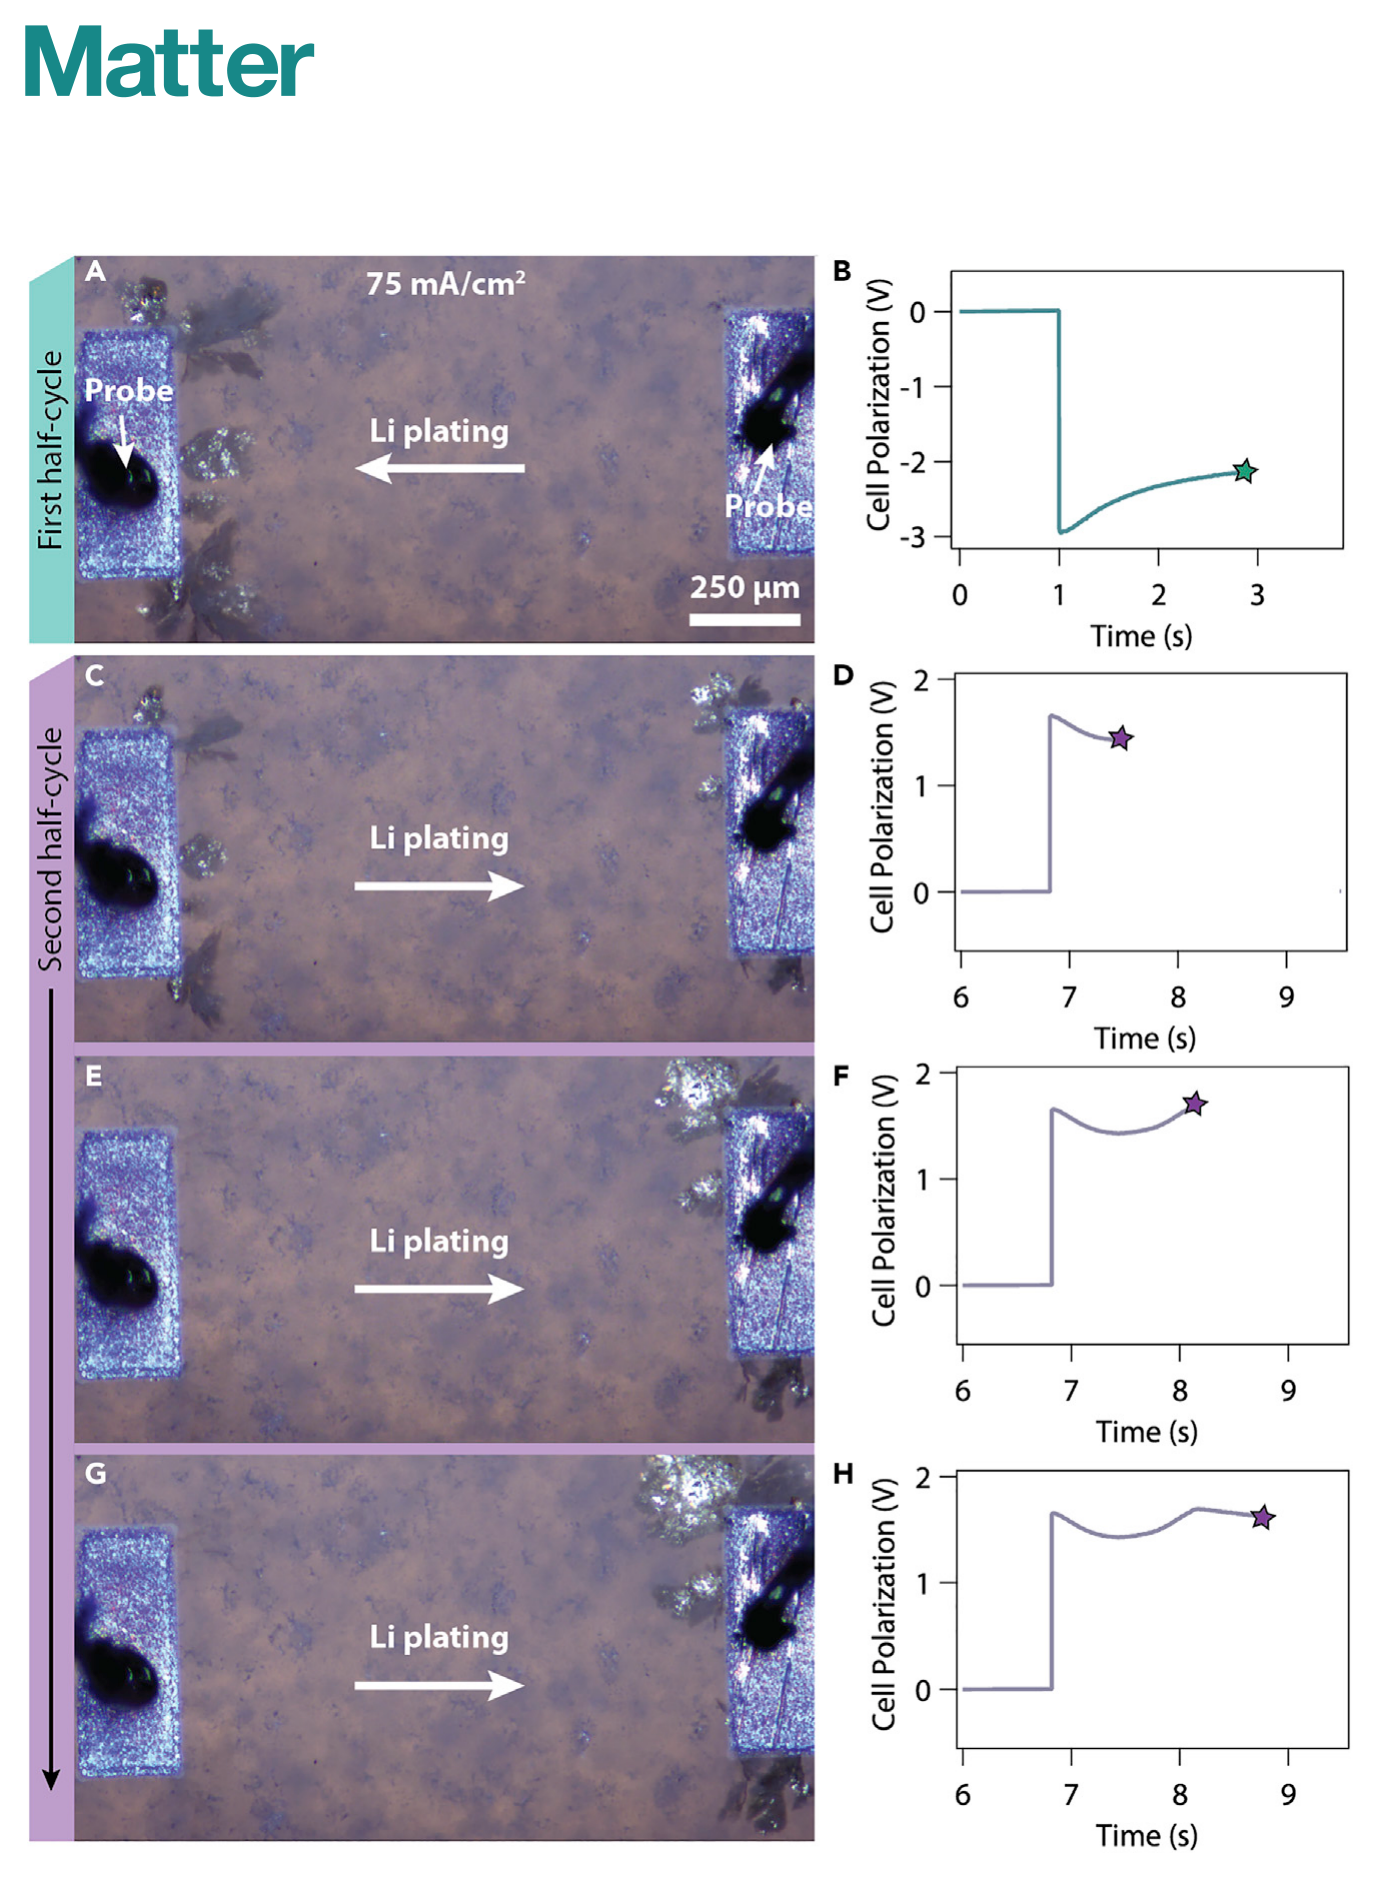 Matter
First half-cycle
A
75 mA/cm²
Probe
Li plating
Probe
250 µm
B
Cell Polarization (V)
0
-1
-2
-3
0 1 2 3
Time (s)
Second half-cycle
C
Li plating
D
Cell Polarization (V)
2
1
0
6 7 8 9
Time (s)
E
Li plating
F
Cell Polarization (V)
2
1
0
6 7 8 9
Time (s)
G
Li plating
H
Cell Polarization (V)
2
1
0
6 7 8 9
Time (s)